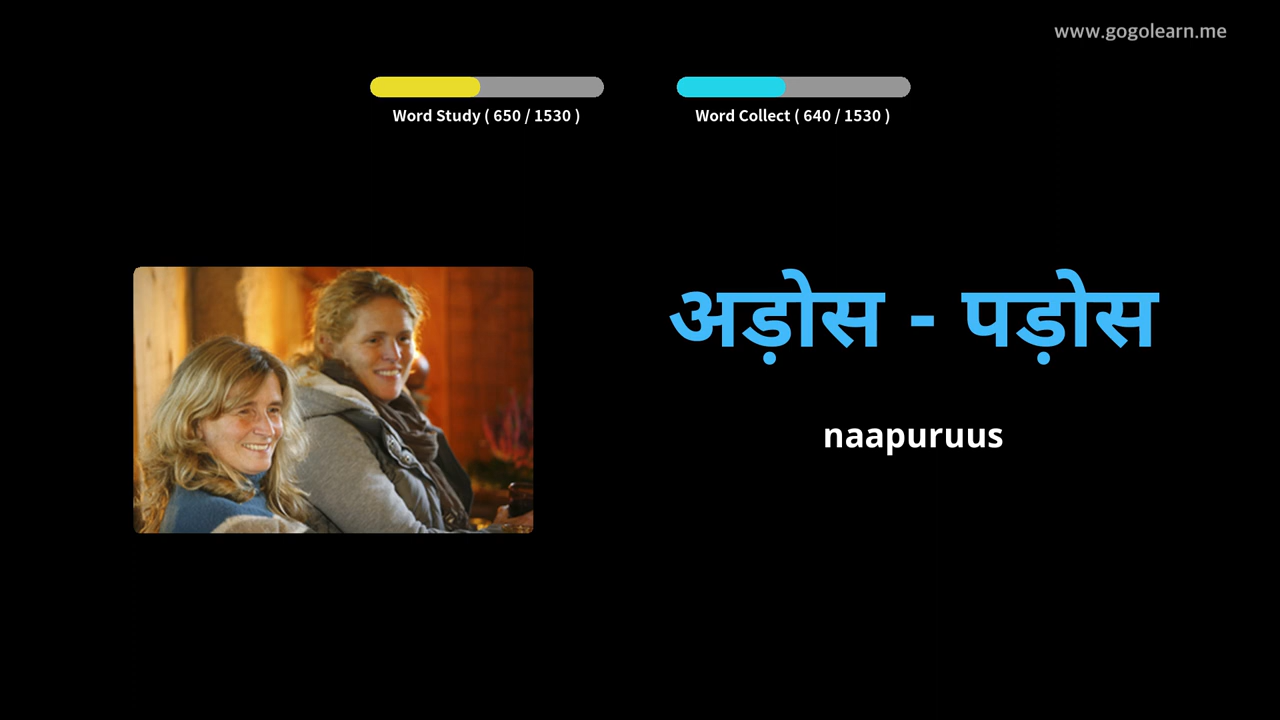 www.gogolearn.me
Word Study ( 650 / 1530 )
Word Collect ( 640 / 1530 )
अड़ोस - पड़ोस
naapuruus